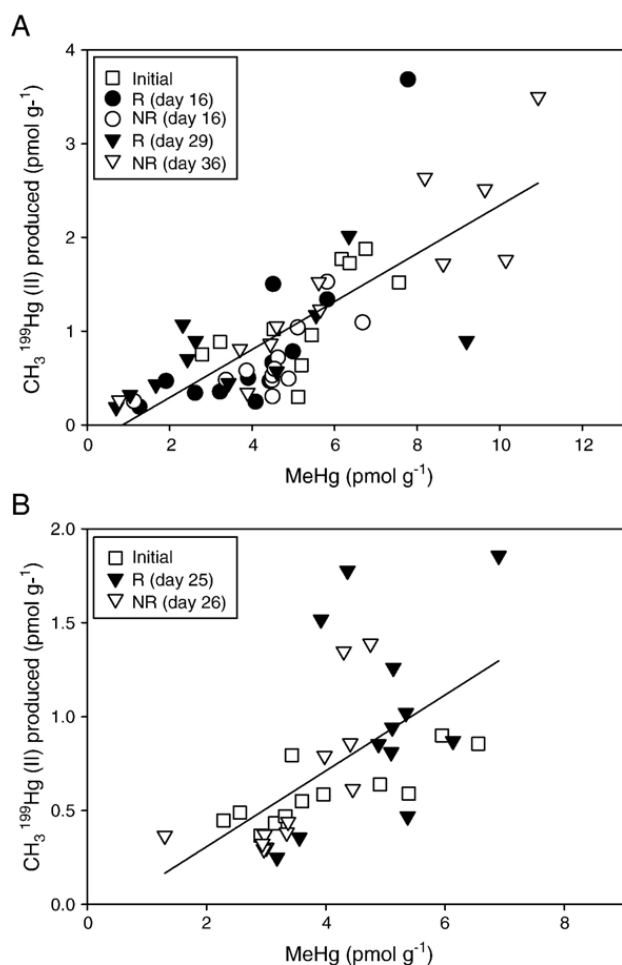 A
CH₃ ¹⁹⁹Hg (II) produced (pmol g-1)
4
3
2
1
0
Initial
R (day 16)
NR (day 16)
R (day 29)
NR (day 36)
0 2 4 6 8 10 12
MeHg (pmol g⁻¹)
B
CH₃ ¹⁹⁹Hg (II) produced (pmol g-1)
2.0
1.5
1.0
0.5
0.0
Initial
R (day 25)
NR (day 26)
0 2 4 6 8
MeHg (pmol g⁻¹)